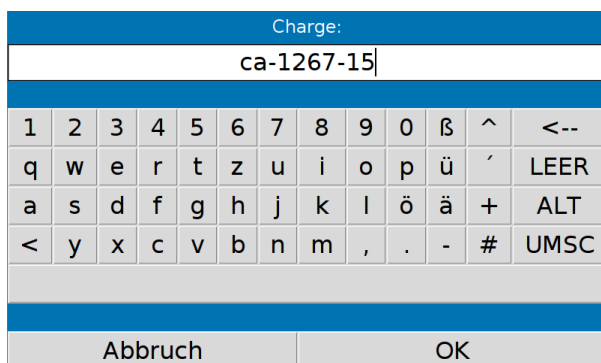 Charge:
ca-1267-15
1 2 3 4 5 6 7 8 9 0 ß ^ <--
q w e r t z u i o p ü ´ LEER
a s d f g h j k l ö ä + ALT
< y x c v b n m , . - # UMSC
Abbruch OK